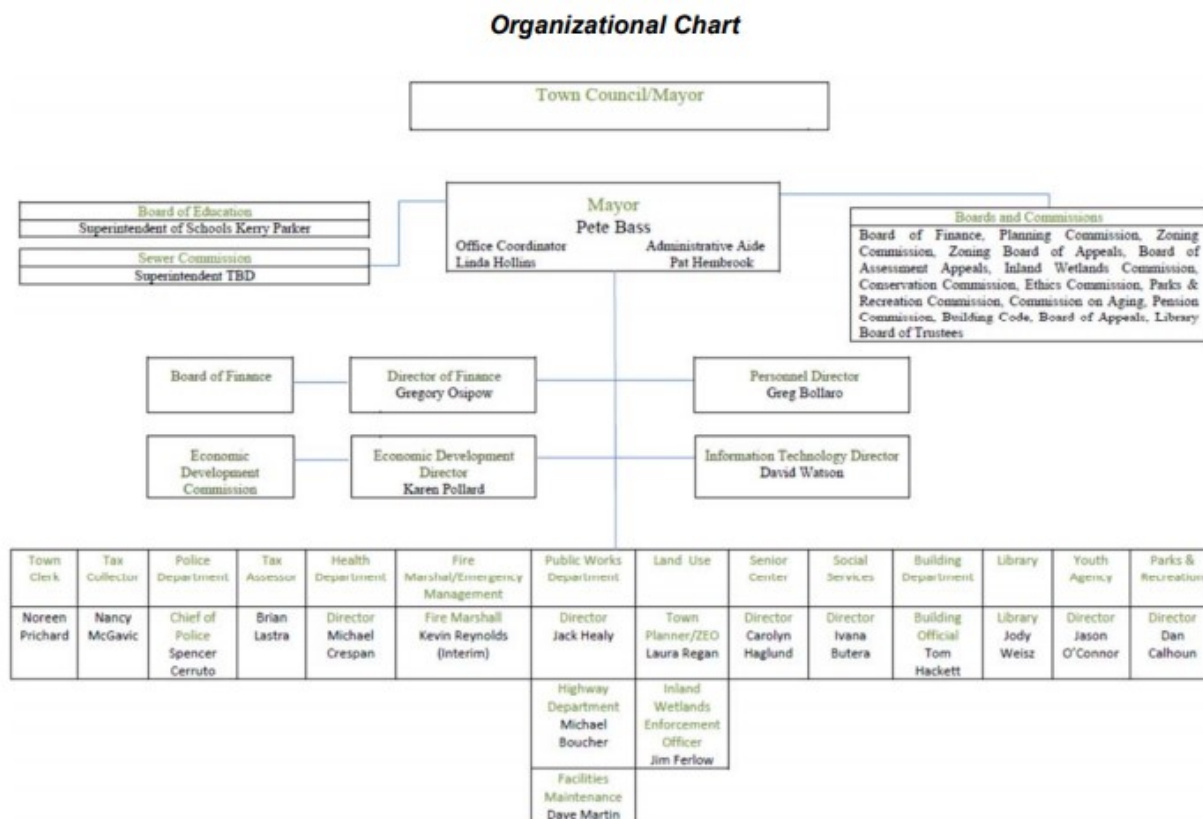 Organizational Chart
Town Council/Mayor
Board of Education
Superintendent of Schools Kerry Parker
Sewer Commission
Superintendent TBD
Mayor
Pete Bass
Office Coordinator Administrative Aide
Linda Hollins Pat Hembrook
Boards and Commissions
Board of Finance, Planning Commission, Zoning
Commission, Zoning Board of Appeals, Board of
Assessment Appeals, Inland Wetlands Commission,
Conservation Commission, Ethics Commission, Parks &
Recreation Commission, Commission on Aging, Pension
Commission, Building Code, Board of Appeals, Library
Board of Trustees
Board of Finance
Director of Finance
Gregory Osipow
Personnel Director
Greg Bollaro
Economic
Development
Commission
Economic Development
Director
Karen Pollard
Information Technology Director
David Watson
Town
Clerk
Noreen
Prichard
Tax
Collector
Nancy
McGavic
Police
Department
Chief of
Police
Spencer
Cerruto
Tax
Assessor
Brian
Lastra
Health
Department
Director
Michael
Crespan
Fire
Marshal/Emergency
Management
Fire Marshall
Kevin Reynolds
(Interim)
Public Works
Department
Director
Jack Healy
Highway
Department
Michael
Boucher
Facilities
Maintenance
Dave Martin
Land Use
Town
Planner/ZEO
Laura Regan
Inland
Wetlands
Enforcement
Officer
Jim Ferlow
Senior
Center
Director
Carolyn
Haglund
Social
Services
Director
Ivana
Butera
Building
Department
Building
Official
Tom
Hackett
Library
Library
Jody
Weisz
Youth
Agency
Director
Jason
O'Connor
Parks &
Recreation
Director
Dan
Calhoun